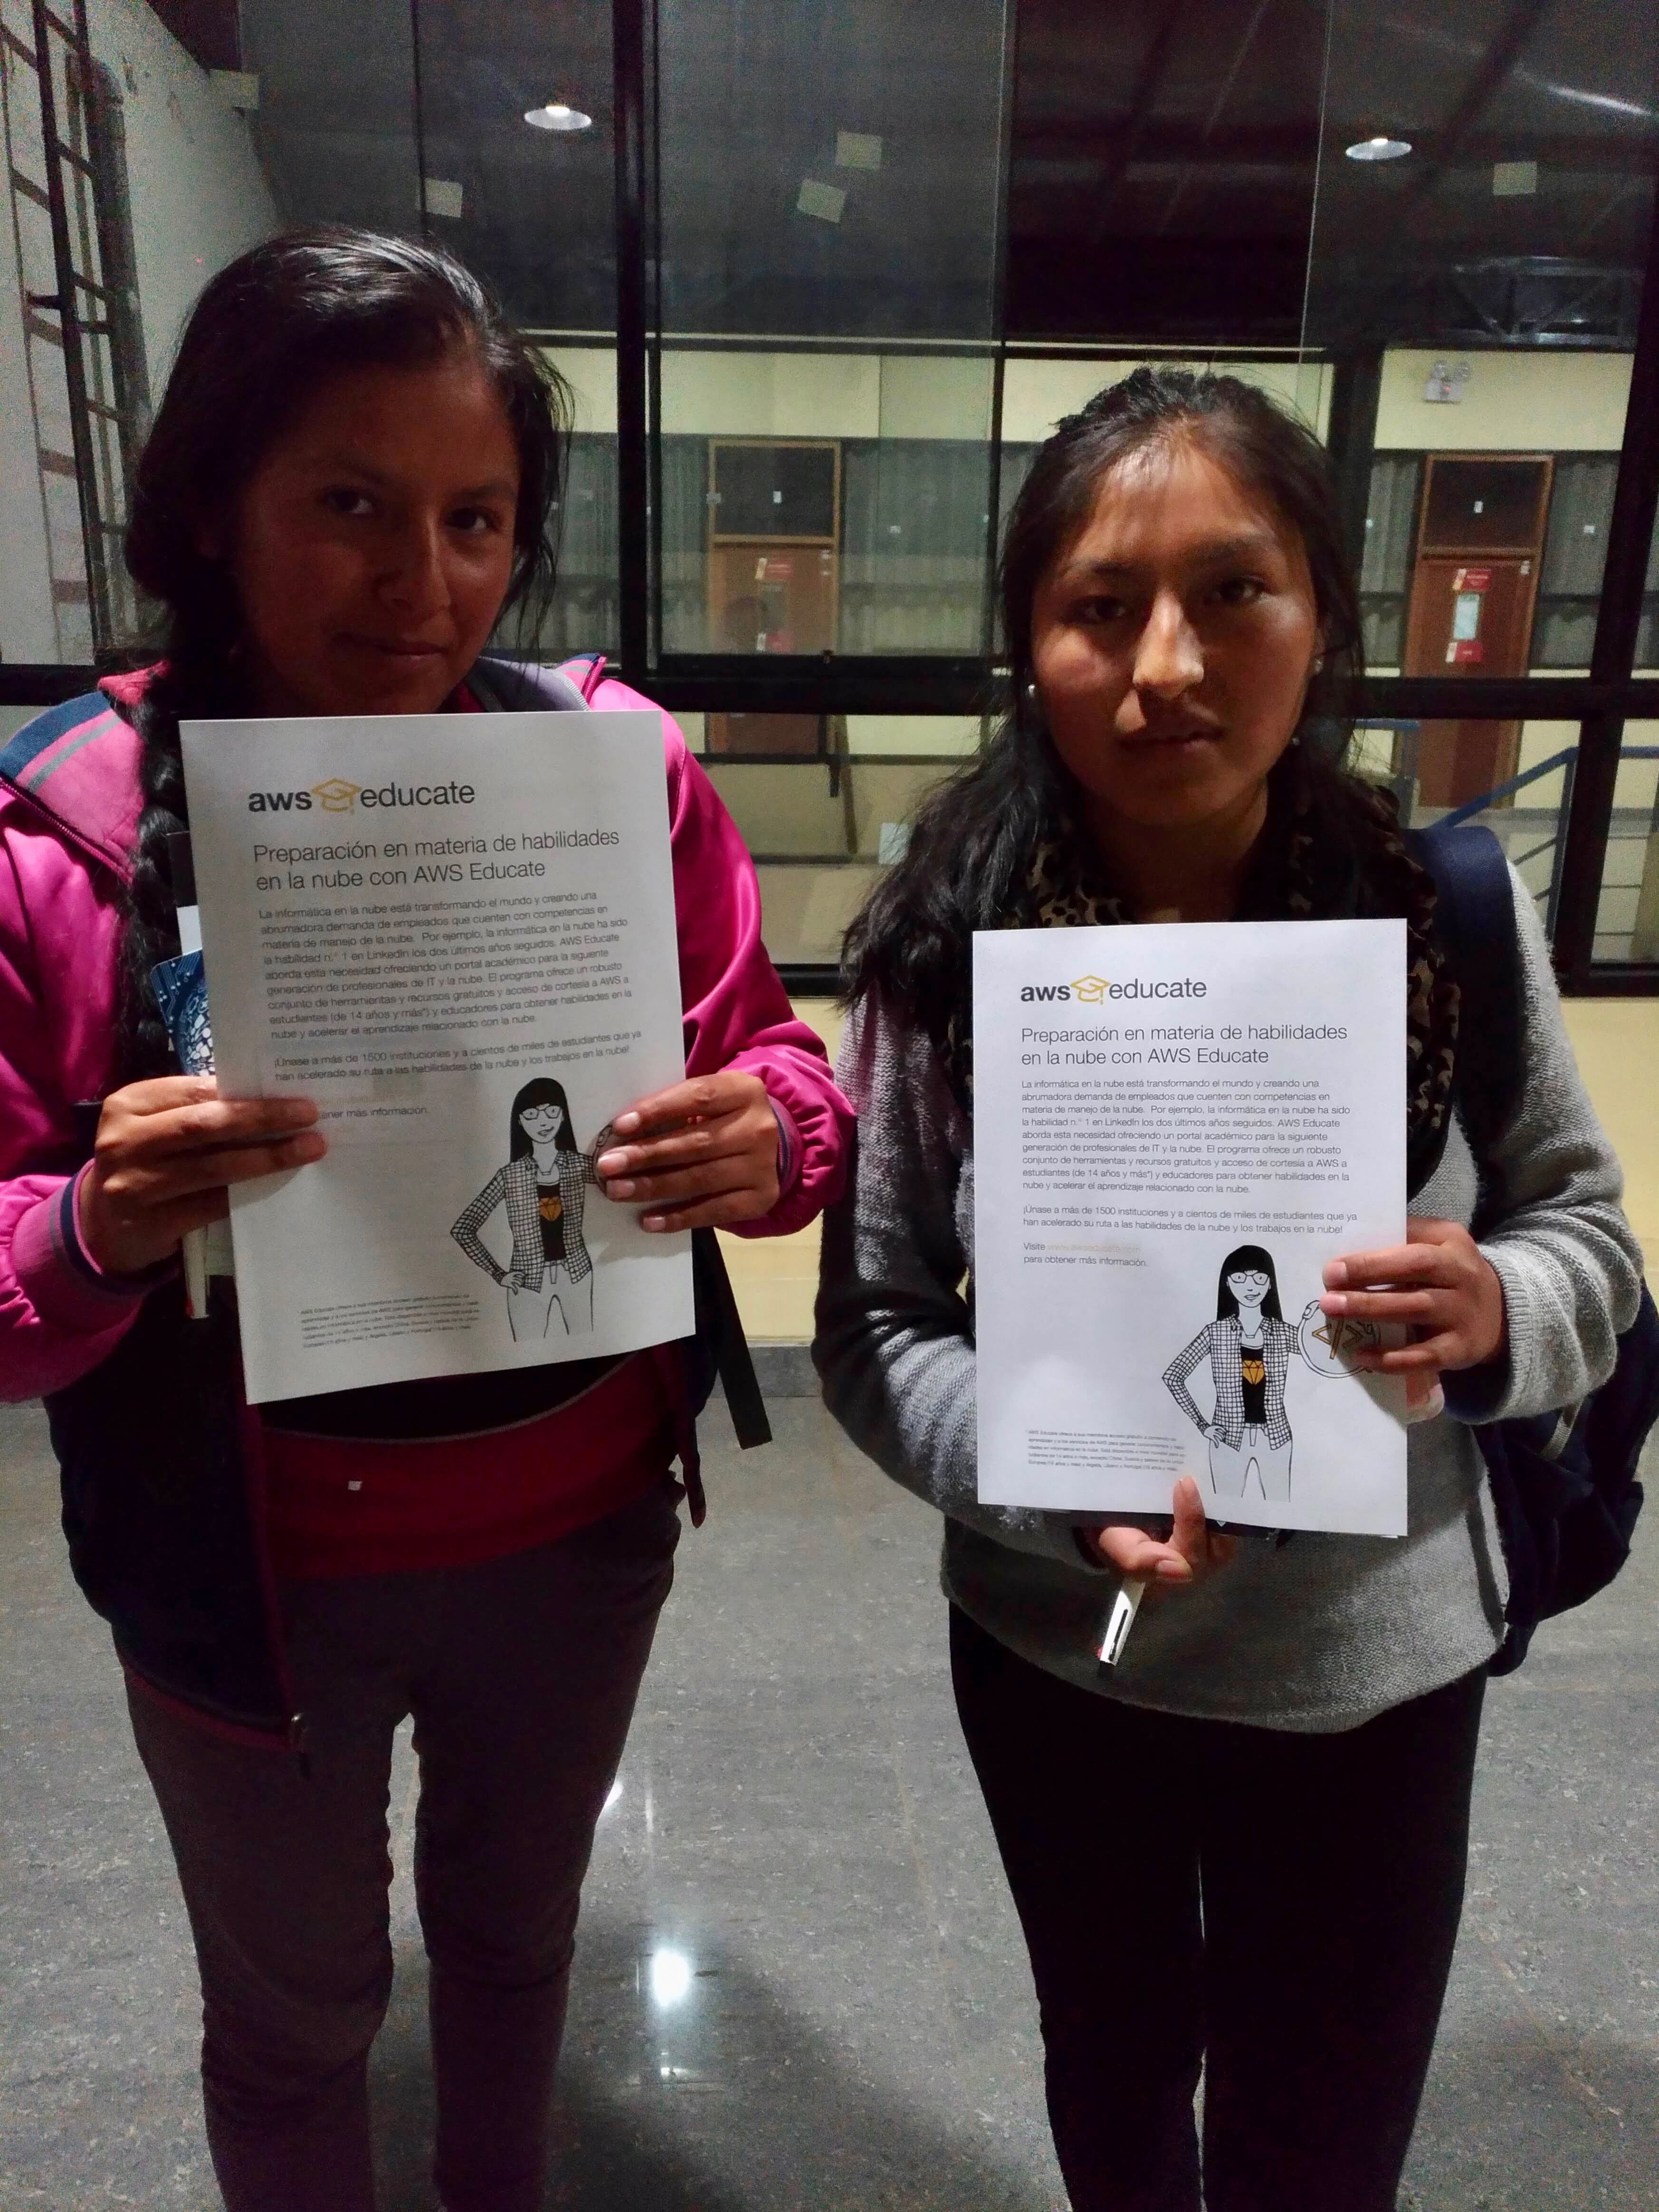 aws educate
Preparación en materia de habilidades
en la nube con AWS Educate
La informática en la nube está transformando el mundo y creando una
abrumadora demanda de empleados que cuenten con competencias en
materia de manejo de la nube. Por ejemplo, la informática en la nube ha sido
la habilidad n.° 1 en LinkedIn los dos últimos años seguidos. AWS Educate
aborda esta necesidad ofreciendo un portal académico para la siguiente
generación de profesionales de IT y la nube. El programa ofrece un robusto
conjunto de herramientas y recursos gratuitos y acceso de cortesía a AWS a
estudiantes (de 14 años y más*) y educadores para obtener habilidades en la
nube y acelerar el aprendizaje relacionado con la nube.
¡Únase a más de 1500 instituciones y a cientos de miles de estudiantes que ya
han acelerado su ruta a las habilidades de la nube y los trabajos en la nube!
ener más información.
aws educate
Preparación en materia de habilidades
en la nube con AWS Educate
La informática en la nube está transformando el mundo y creando una
abrumadora demanda de empleados que cuenten con competencias en
materia de manejo de la nube. Por ejemplo, la informática en la nube ha sido
la habilidad n.° 1 en LinkedIn los dos últimos años seguidos. AWS Educate
aborda esta necesidad ofreciendo un portal académico para la siguiente
generación de profesionales de IT y la nube. El programa ofrece un robusto
conjunto de herramientas y recursos gratuitos y acceso de cortesía a AWS a
estudiantes (de 14 años y más*) y educadores para obtener habilidades en la
nube y acelerar el aprendizaje relacionado con la nube.
¡Únase a más de 1500 instituciones y a cientos de miles de estudiantes que ya
han acelerado su ruta a las habilidades de la nube y los trabajos en la nube!
Visite
para obtener más información.
</>